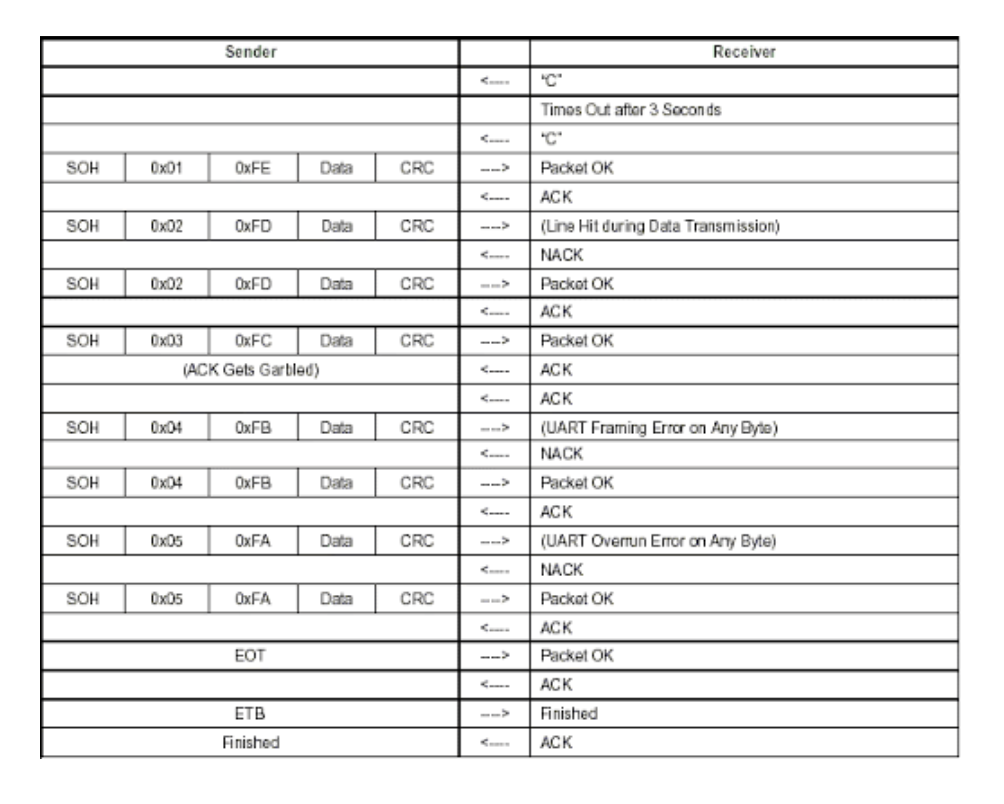 Sender Receiver
<---- "C"
Times Out after 3 Seconds
<---- "C"
SOH 0x01 0xFE Data CRC ----> Packet OK
<---- ACK
SOH 0x02 0xFD Data CRC ----> (Line Hit during Data Transmission)
<---- NACK
SOH 0x02 0xFD Data CRC ----> Packet OK
<---- ACK
SOH 0x03 0xFC Data CRC ----> Packet OK
(ACK Gets Garbled) <---- ACK
<---- ACK
SOH 0x04 0xFB Data CRC ----> (UART Framing Error on Any Byte)
<---- NACK
SOH 0x04 0xFB Data CRC ----> Packet OK
<---- ACK
SOH 0x05 0xFA Data CRC ----> (UART Overrun Error on Any Byte)
<---- NACK
SOH 0x05 0xFA Data CRC ----> Packet OK
<---- ACK
EOT ----> Packet OK
<---- ACK
ETB ----> Finished
Finished <---- ACK